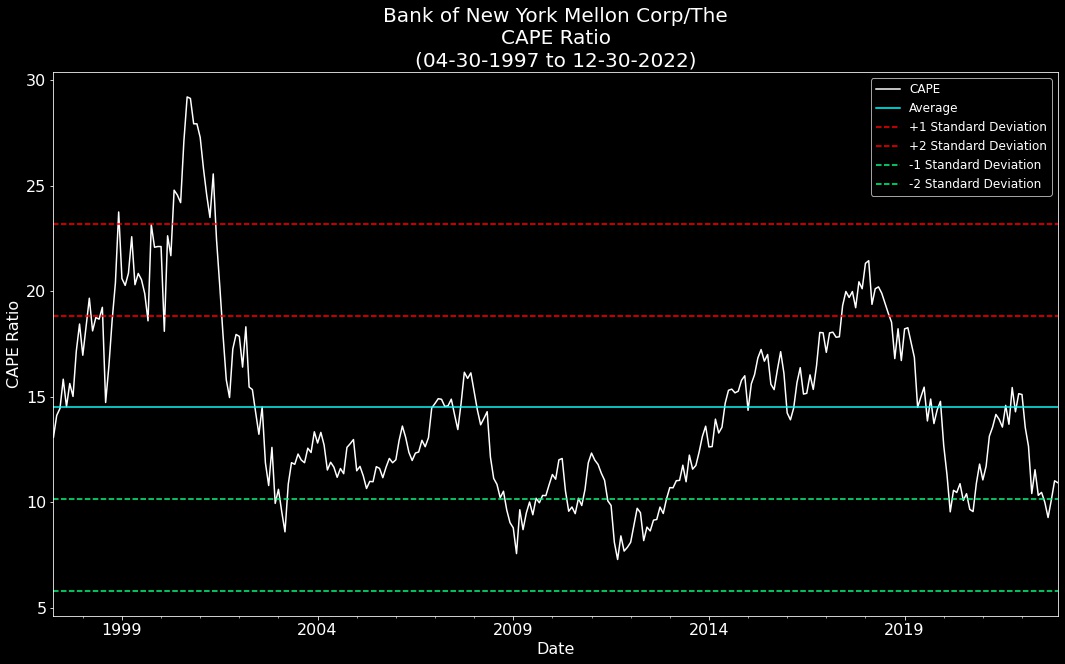 Bank of New York Mellon Corp/The
CAPE Ratio
(04-30-1997 to 12-30-2022)
CAPE
Average
+1 Standard Deviation
+2 Standard Deviation
-1 Standard Deviation
-2 Standard Deviation
CAPE Ratio
30
25
20
15
10
5
1999 2004 2009 2014 2019
Date